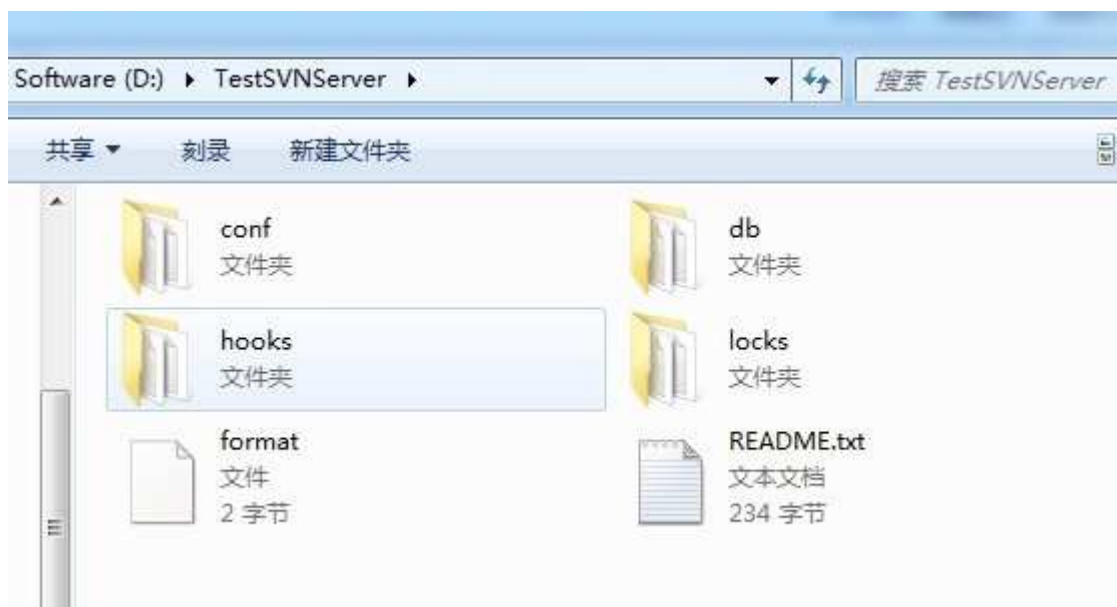 Software (D:) TestSVNServer
搜索 TestSVNServer
共享 刻录 新建文件夹
conf
文件夹
db
文件夹
hooks
文件夹
locks
文件夹
format
文件
2 字节
README.txt
文本文档
234 字节